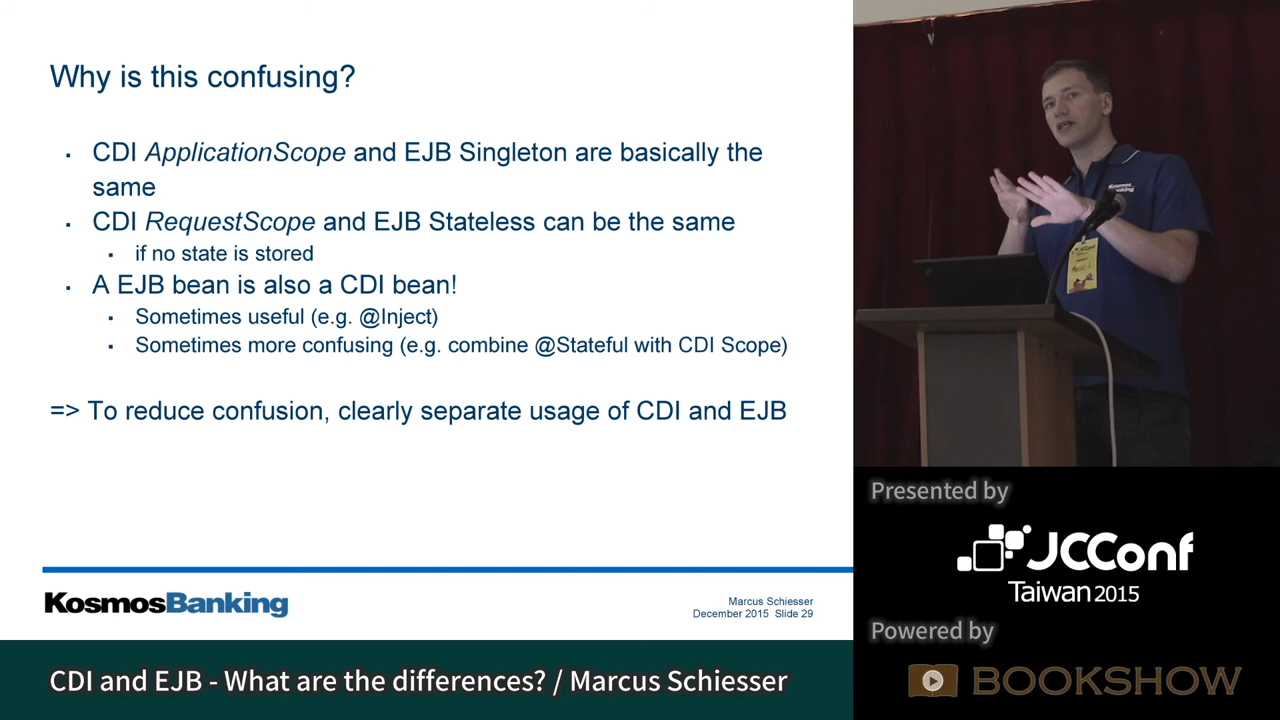 Why is this confusing?
▪ CDI ApplicationScope and EJB Singleton are basically the
same
▪ CDI RequestScope and EJB Stateless can be the same
▪ if no state is stored
▪ A EJB bean is also a CDI bean!
▪ Sometimes useful (e.g. @Inject)
▪ Sometimes more confusing (e.g. combine @Stateful with CDI Scope)
=> To reduce confusion, clearly separate usage of CDI and EJB
KosmosBanking
Marcus Schiesser
December 2015 Slide 29
CDI and EJB - What are the differences? / Marcus Schiesser
Kosmos
Banking
JCConf
Presented by
JCConf
Taiwan 2015
Powered by
BOOKSHOW